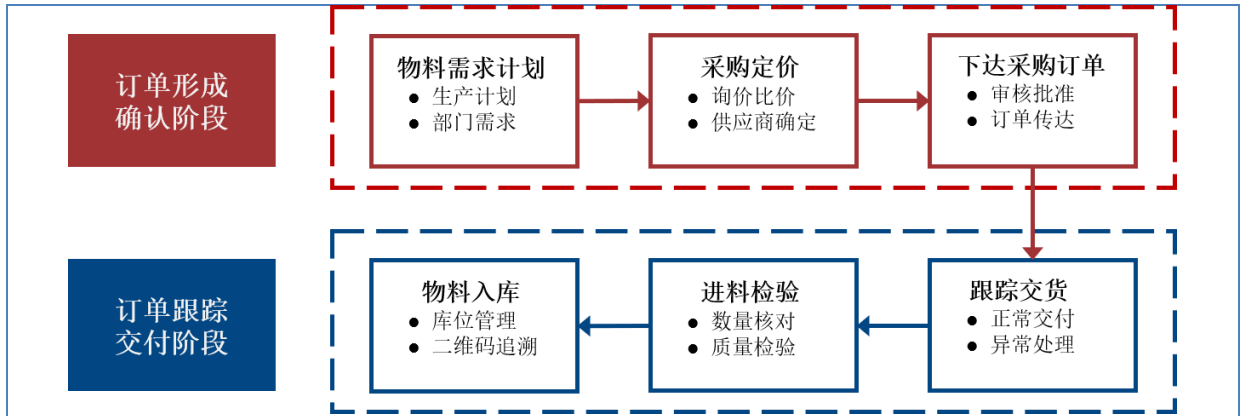 订单形成
确认阶段
物料需求计划
● 生产计划
● 部门需求
采购定价
● 询价比价
● 供应商确定
下达采购订单
● 审核批准
● 订单传达
订单跟踪
交付阶段
物料入库
● 库位管理
● 二维码追溯
进料检验
● 数量核对
● 质量检验
跟踪交货
● 正常交付
● 异常处理